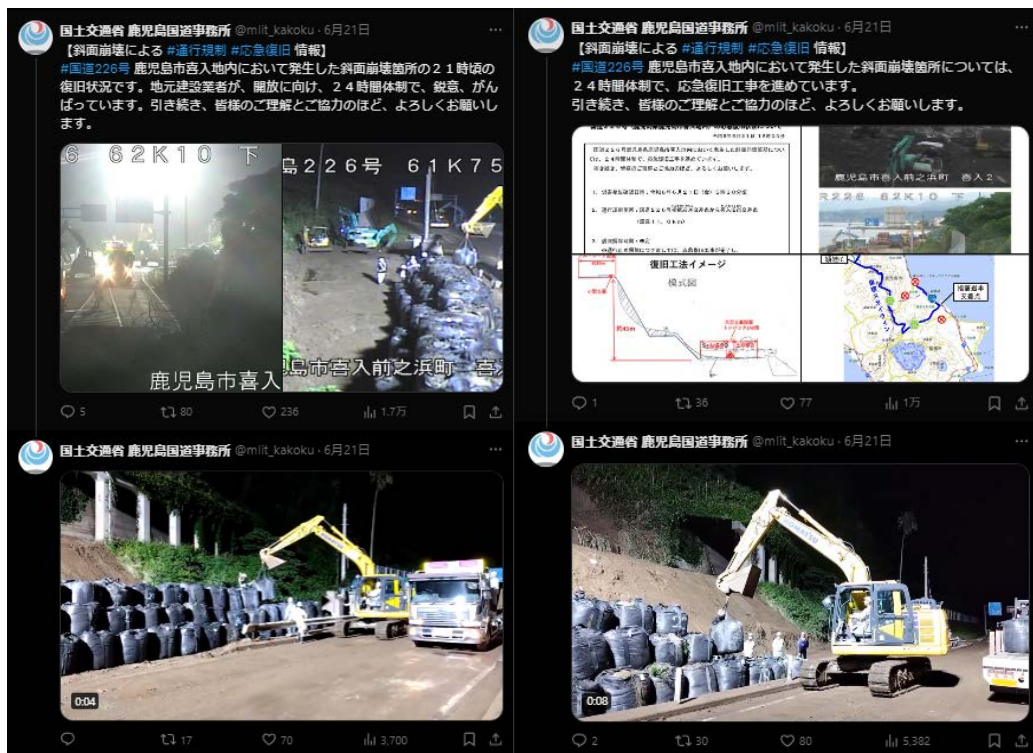 国土交通省 鹿児島国道事務所 @mlit_kakoku · 6月21日
【斜面崩壊による #通行規制 #応急復旧 情報】
#国道226号 鹿児島市喜入地内において発生した斜面崩壊箇所の２１時頃の
復旧状況です。地元建設業者が、開放に向け、２４時間体制で、鋭意、がん
ばっています。引き続き、皆様のご理解とご協力のほど、よろしくお願いし
ます。
6 62K10 下
鹿児島市喜入
島226号 61K75
児島市喜入前之浜町 喜入
5 80 236 1.7万
国土交通省 鹿児島国道事務所 @mlit_kakoku · 6月21日
0:04
17 70 3,700
国土交通省 鹿児島国道事務所 @mlit_kakoku · 6月21日
【斜面崩壊による #通行規制 #応急復旧 情報】
#国道226号 鹿児島市喜入地内において発生した斜面崩壊箇所については、
２４時間体制で、応急復旧工事を進めています。
引き続き、皆様のご理解とご協力のほど、よろしくお願いします。
鹿児島市喜入前之浜町 喜入2
R226 62K10 下
復旧工法イメージ
模式図
約45m
1 36 77 1万
国土交通省 鹿児島国道事務所 @mlit_kakoku · 6月21日
KOMATSU
0:08
2 30 80 5,382